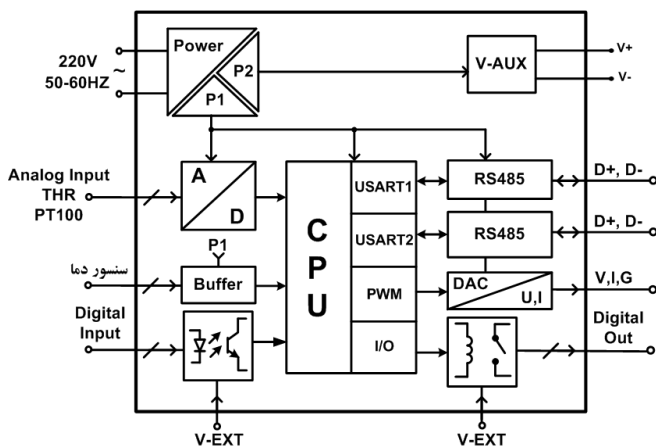 220V
50-60HZ
~
Power
P2
P1
V-AUX
V+
V-
Analog Input
THR
PT100
A
D
CPU
USART1
USART2
PWM
I/O
RS485
D+, D-
RS485
D+, D-
P1
سنسور دما
Buffer
DAC
U,I
V,I,G
Digital
Input
Digital
Out
V-EXT
V-EXT